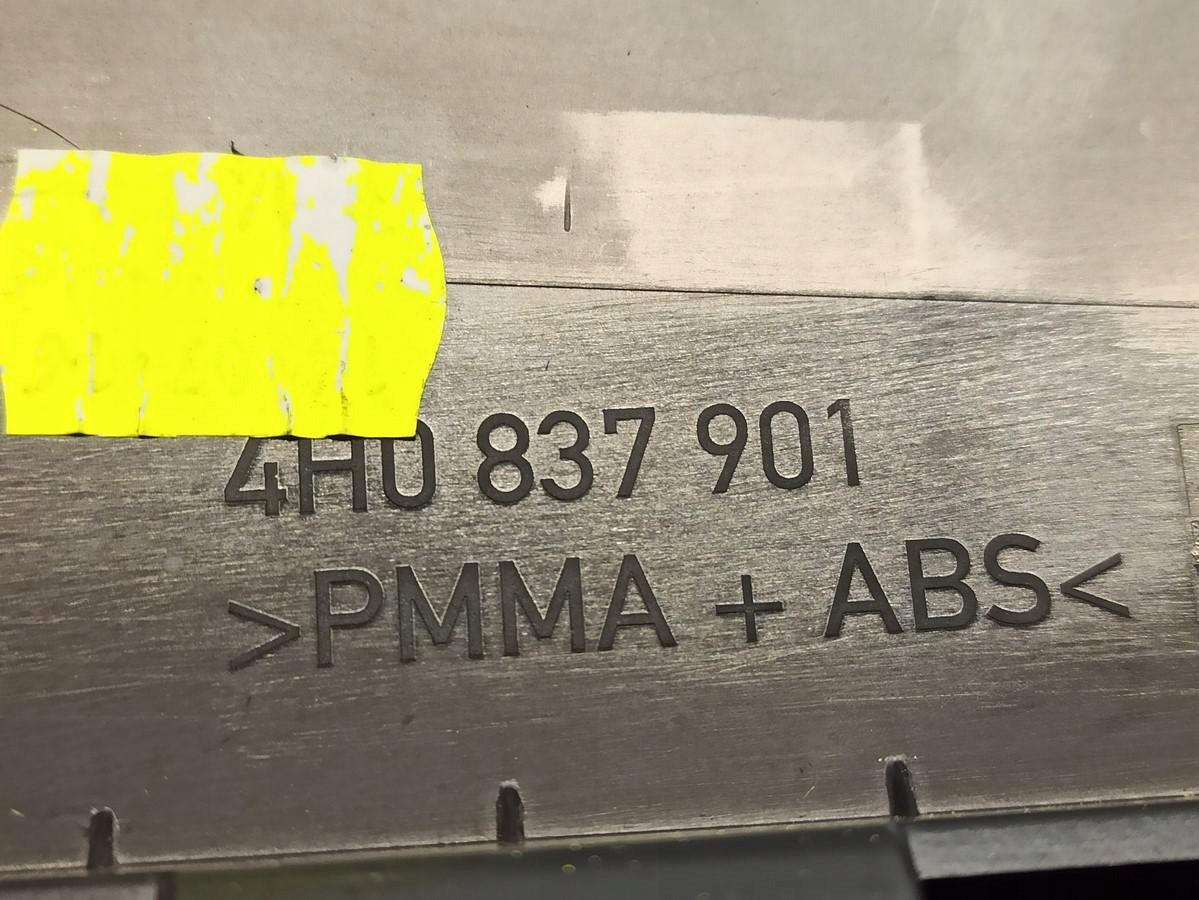 4H0 837 901
>PMMA + ABS<